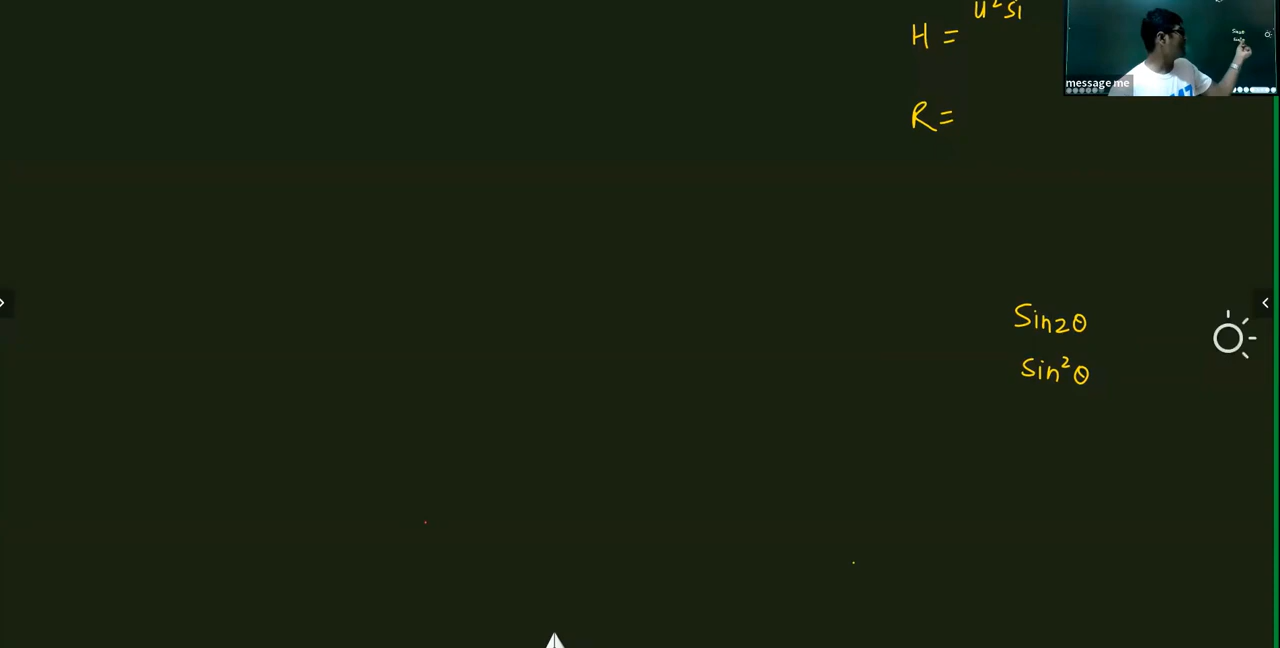 u²si
H =
R =
Sin2θ
Sin²θ
message me